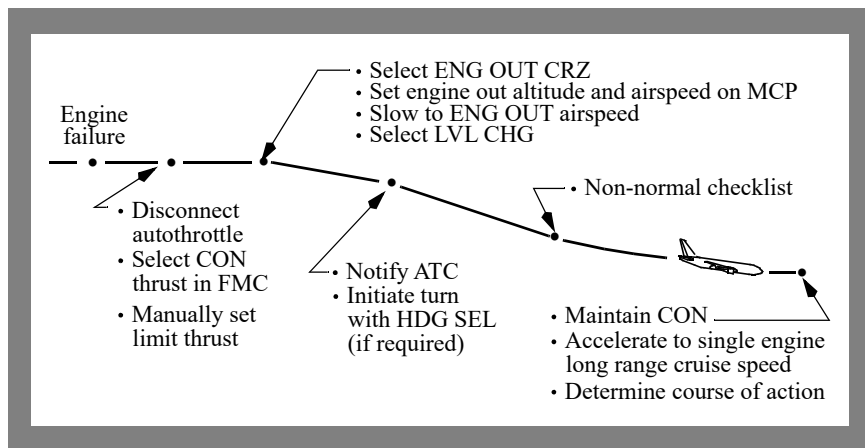 • Select ENG OUT CRZ
• Set engine out altitude and airspeed on MCP
• Slow to ENG OUT airspeed
• Select LVL CHG
Engine
failure
• Disconnect
autothrottle
• Select CON
thrust in FMC
• Manually set
limit thrust
• Notify ATC
• Initiate turn
with HDG SEL
(if required)
• Non-normal checklist
• Maintain CON
• Accelerate to single engine
long range cruise speed
• Determine course of action